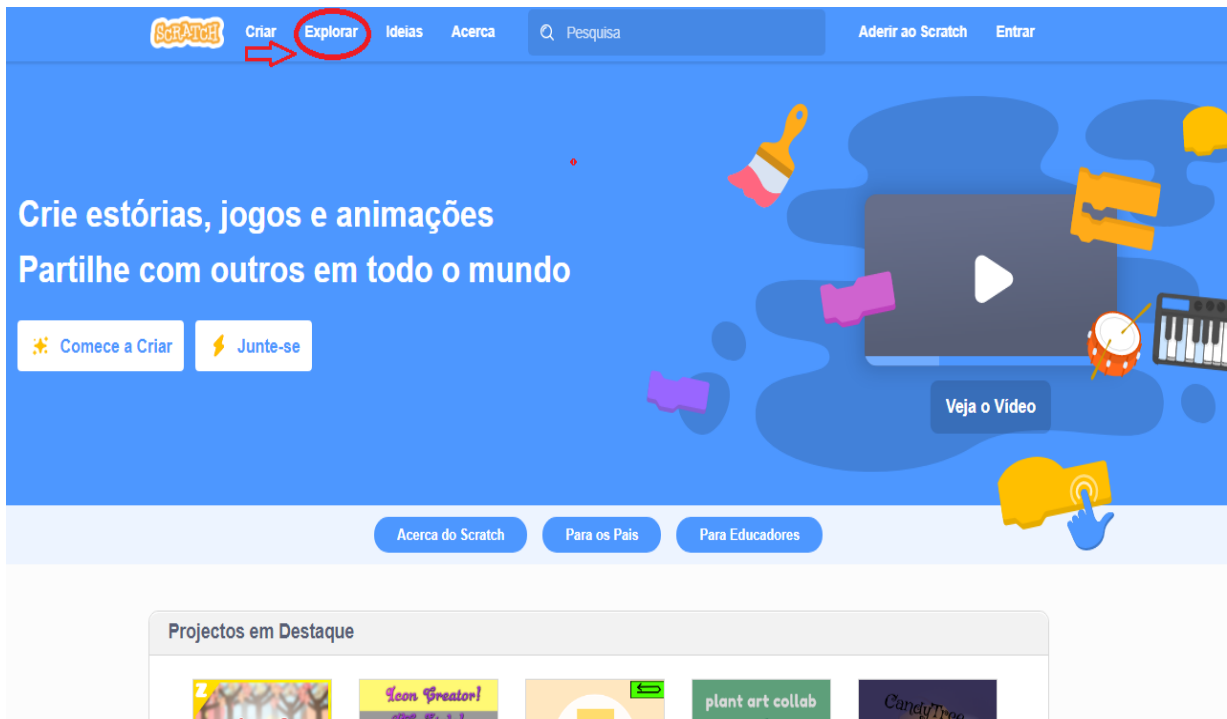 SCRATCH Criar Explorar Ideias Acerca Pesquisa Aderir ao Scratch Entrar
Crie estórias, jogos e animações
Partilhe com outros em todo o mundo
Comece a Criar Junte-se
Veja o Vídeo
Acerca do Scratch Para os Pais Para Educadores
Projectos em Destaque
Z Icon Creator! plant art collab CandyTree